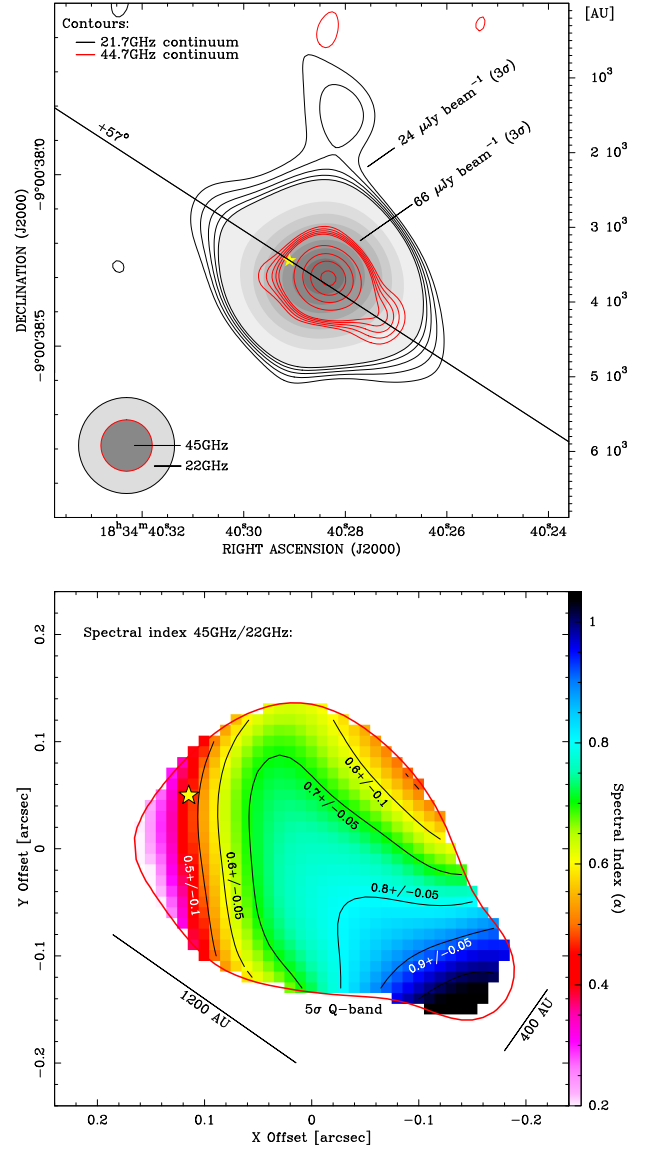 Contours:
21.7GHz continuum
44.7GHz continuum
[AU]
10³
2 10³
3 10³
4 10³
5 10³
6 10³
+57°
24 μJy beam⁻¹ (3σ)
66 μJy beam⁻¹ (3σ)
DECLINATION (J2000)
-9°00'38".0
-9°00'38".5
45GHz
22GHz
18ʰ34ᵐ40ˢ.32
40ˢ.30
40ˢ.28
40ˢ.26
40ˢ.24
RIGHT ASCENSION (J2000)
Spectral index 45GHz/22GHz:
Y Offset [arcsec]
0.2
0.1
0
-0.1
-0.2
0.5+/-0.1
0.6+/-0.05
0.7+/-0.05
0.6+/-0.1
0.8+/-0.05
0.9+/-0.05
1200 AU
5σ Q-band
400 AU
0.2
0.1
0
-0.1
-0.2
X Offset [arcsec]
1
0.8
0.6
0.4
0.2
Spectral Index (α)